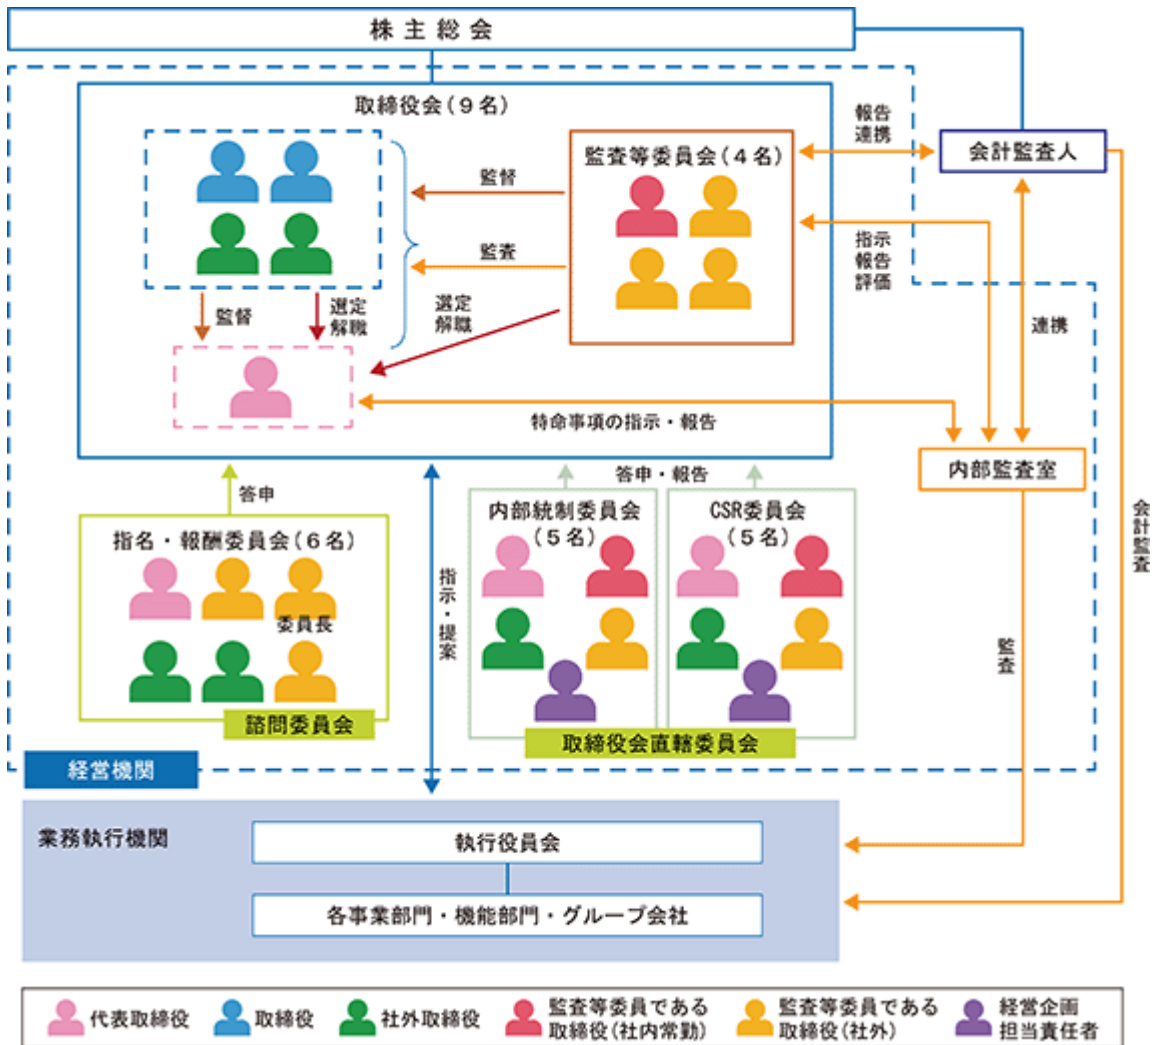 株主総会
取締役会(9名)
監査等委員会(4名)
報告
連携
会計監査人
監督
監査
指示
報告
評価
監督
選定
解職
選定
解職
連携
特命事項の指示・報告
内部監査室
答申
答申・報告
指名・報酬委員会(6名)
委員長
諮問委員会
指示・提案
内部統制委員会
(5名)
CSR委員会
(5名)
取締役会直轄委員会
会計監査
監査
経営機関
業務執行機関
執行役員会
各事業部門・機能部門・グループ会社
代表取締役
取締役
社外取締役
監査等委員である
取締役(社内常勤)
監査等委員である
取締役(社外)
経営企画
担当責任者